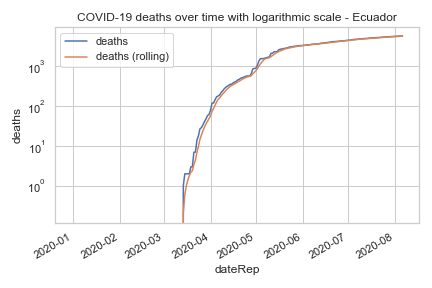 COVID-19 deaths over time with logarithmic scale - Ecuador
deaths
deaths (rolling)
10³
10²
10¹
10⁰
deaths
2020-01
2020-02
2020-03
2020-04
2020-05
2020-06
2020-07
2020-08
dateRep